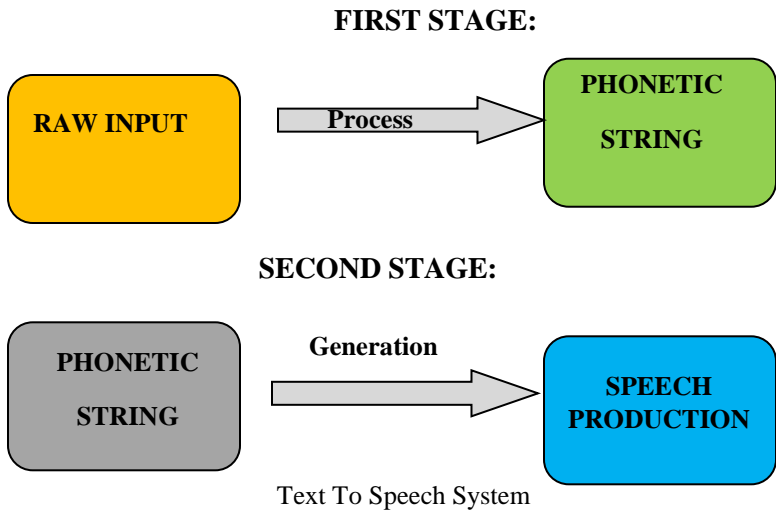 FIRST STAGE:
RAW INPUT
Process
PHONETIC
STRING
SECOND STAGE:
PHONETIC
STRING
Generation
SPEECH
PRODUCTION
Text To Speech System